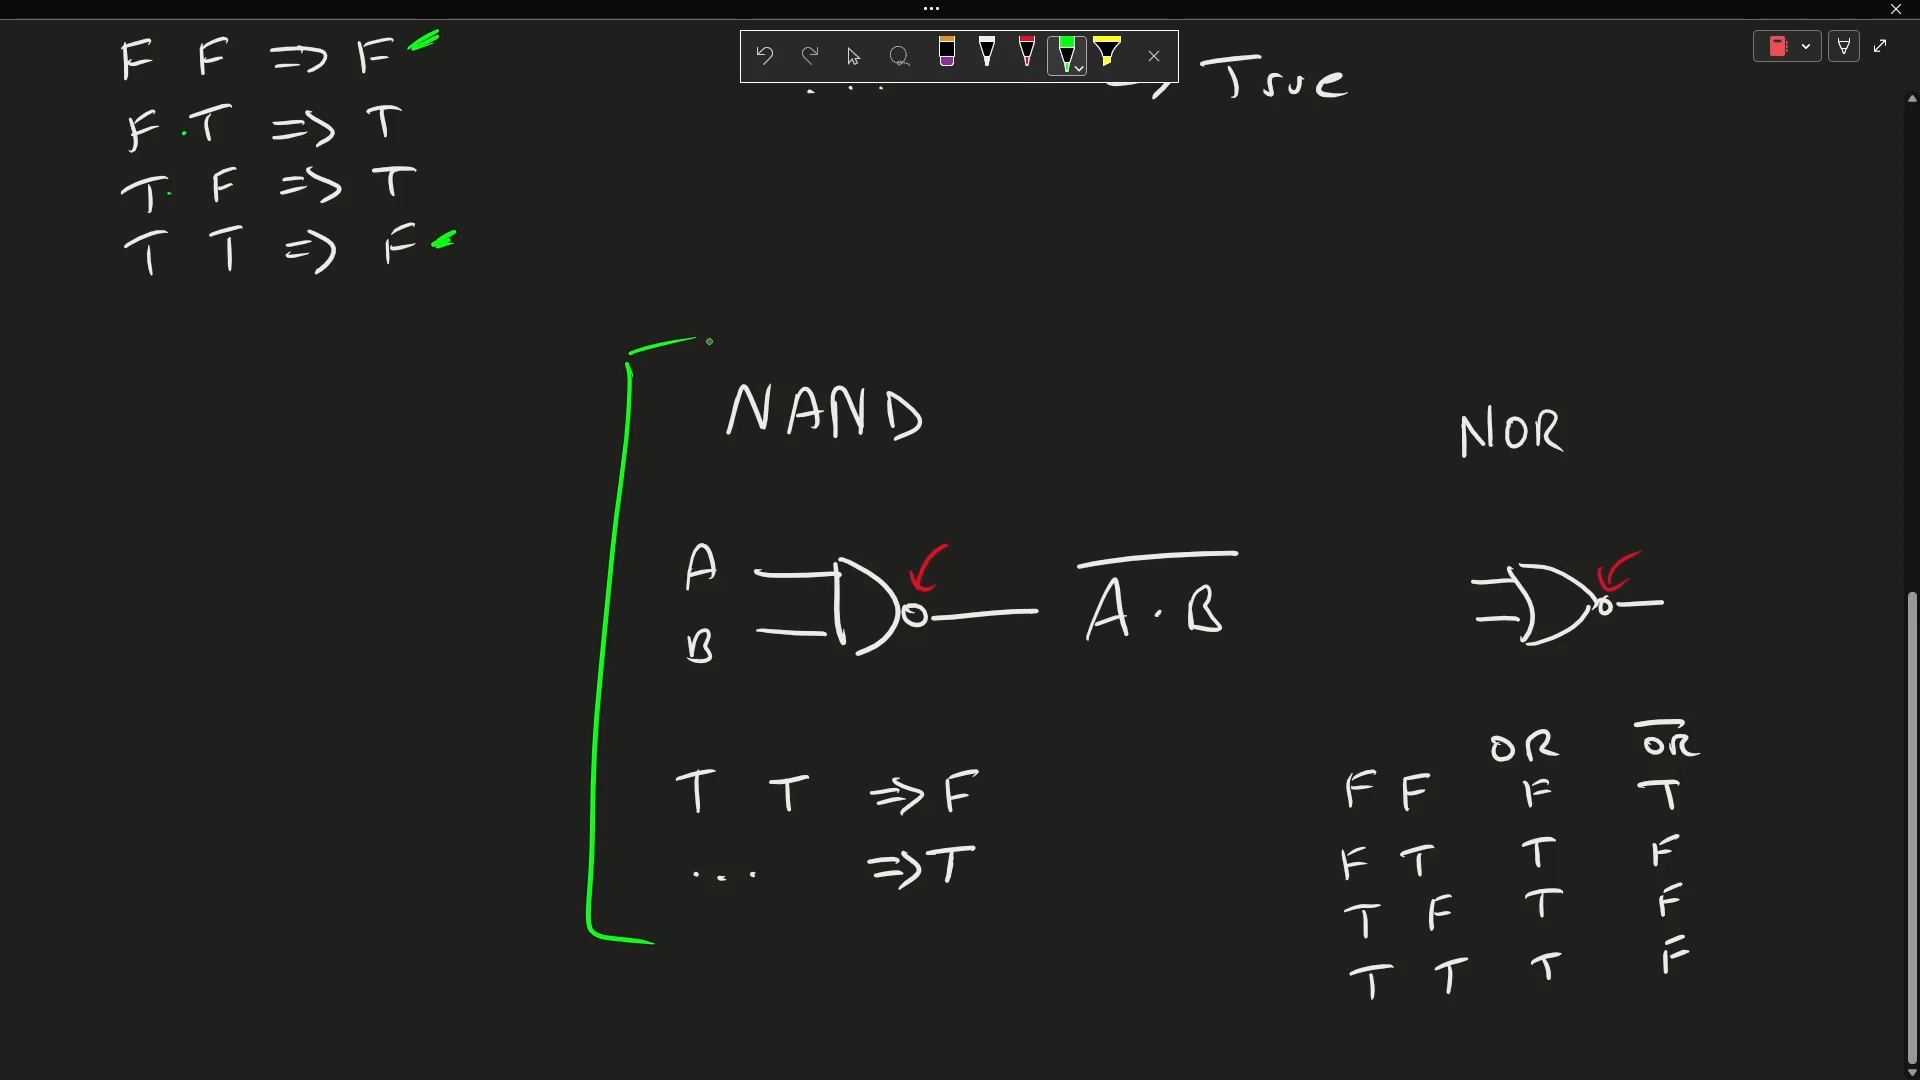 F F => F
F T => T
T F => T
T T => F
... => True
NAND
A
B
A · B
T T => F
... => T
NOR
OR OR
F F F T
F T T F
T F T F
T T T F